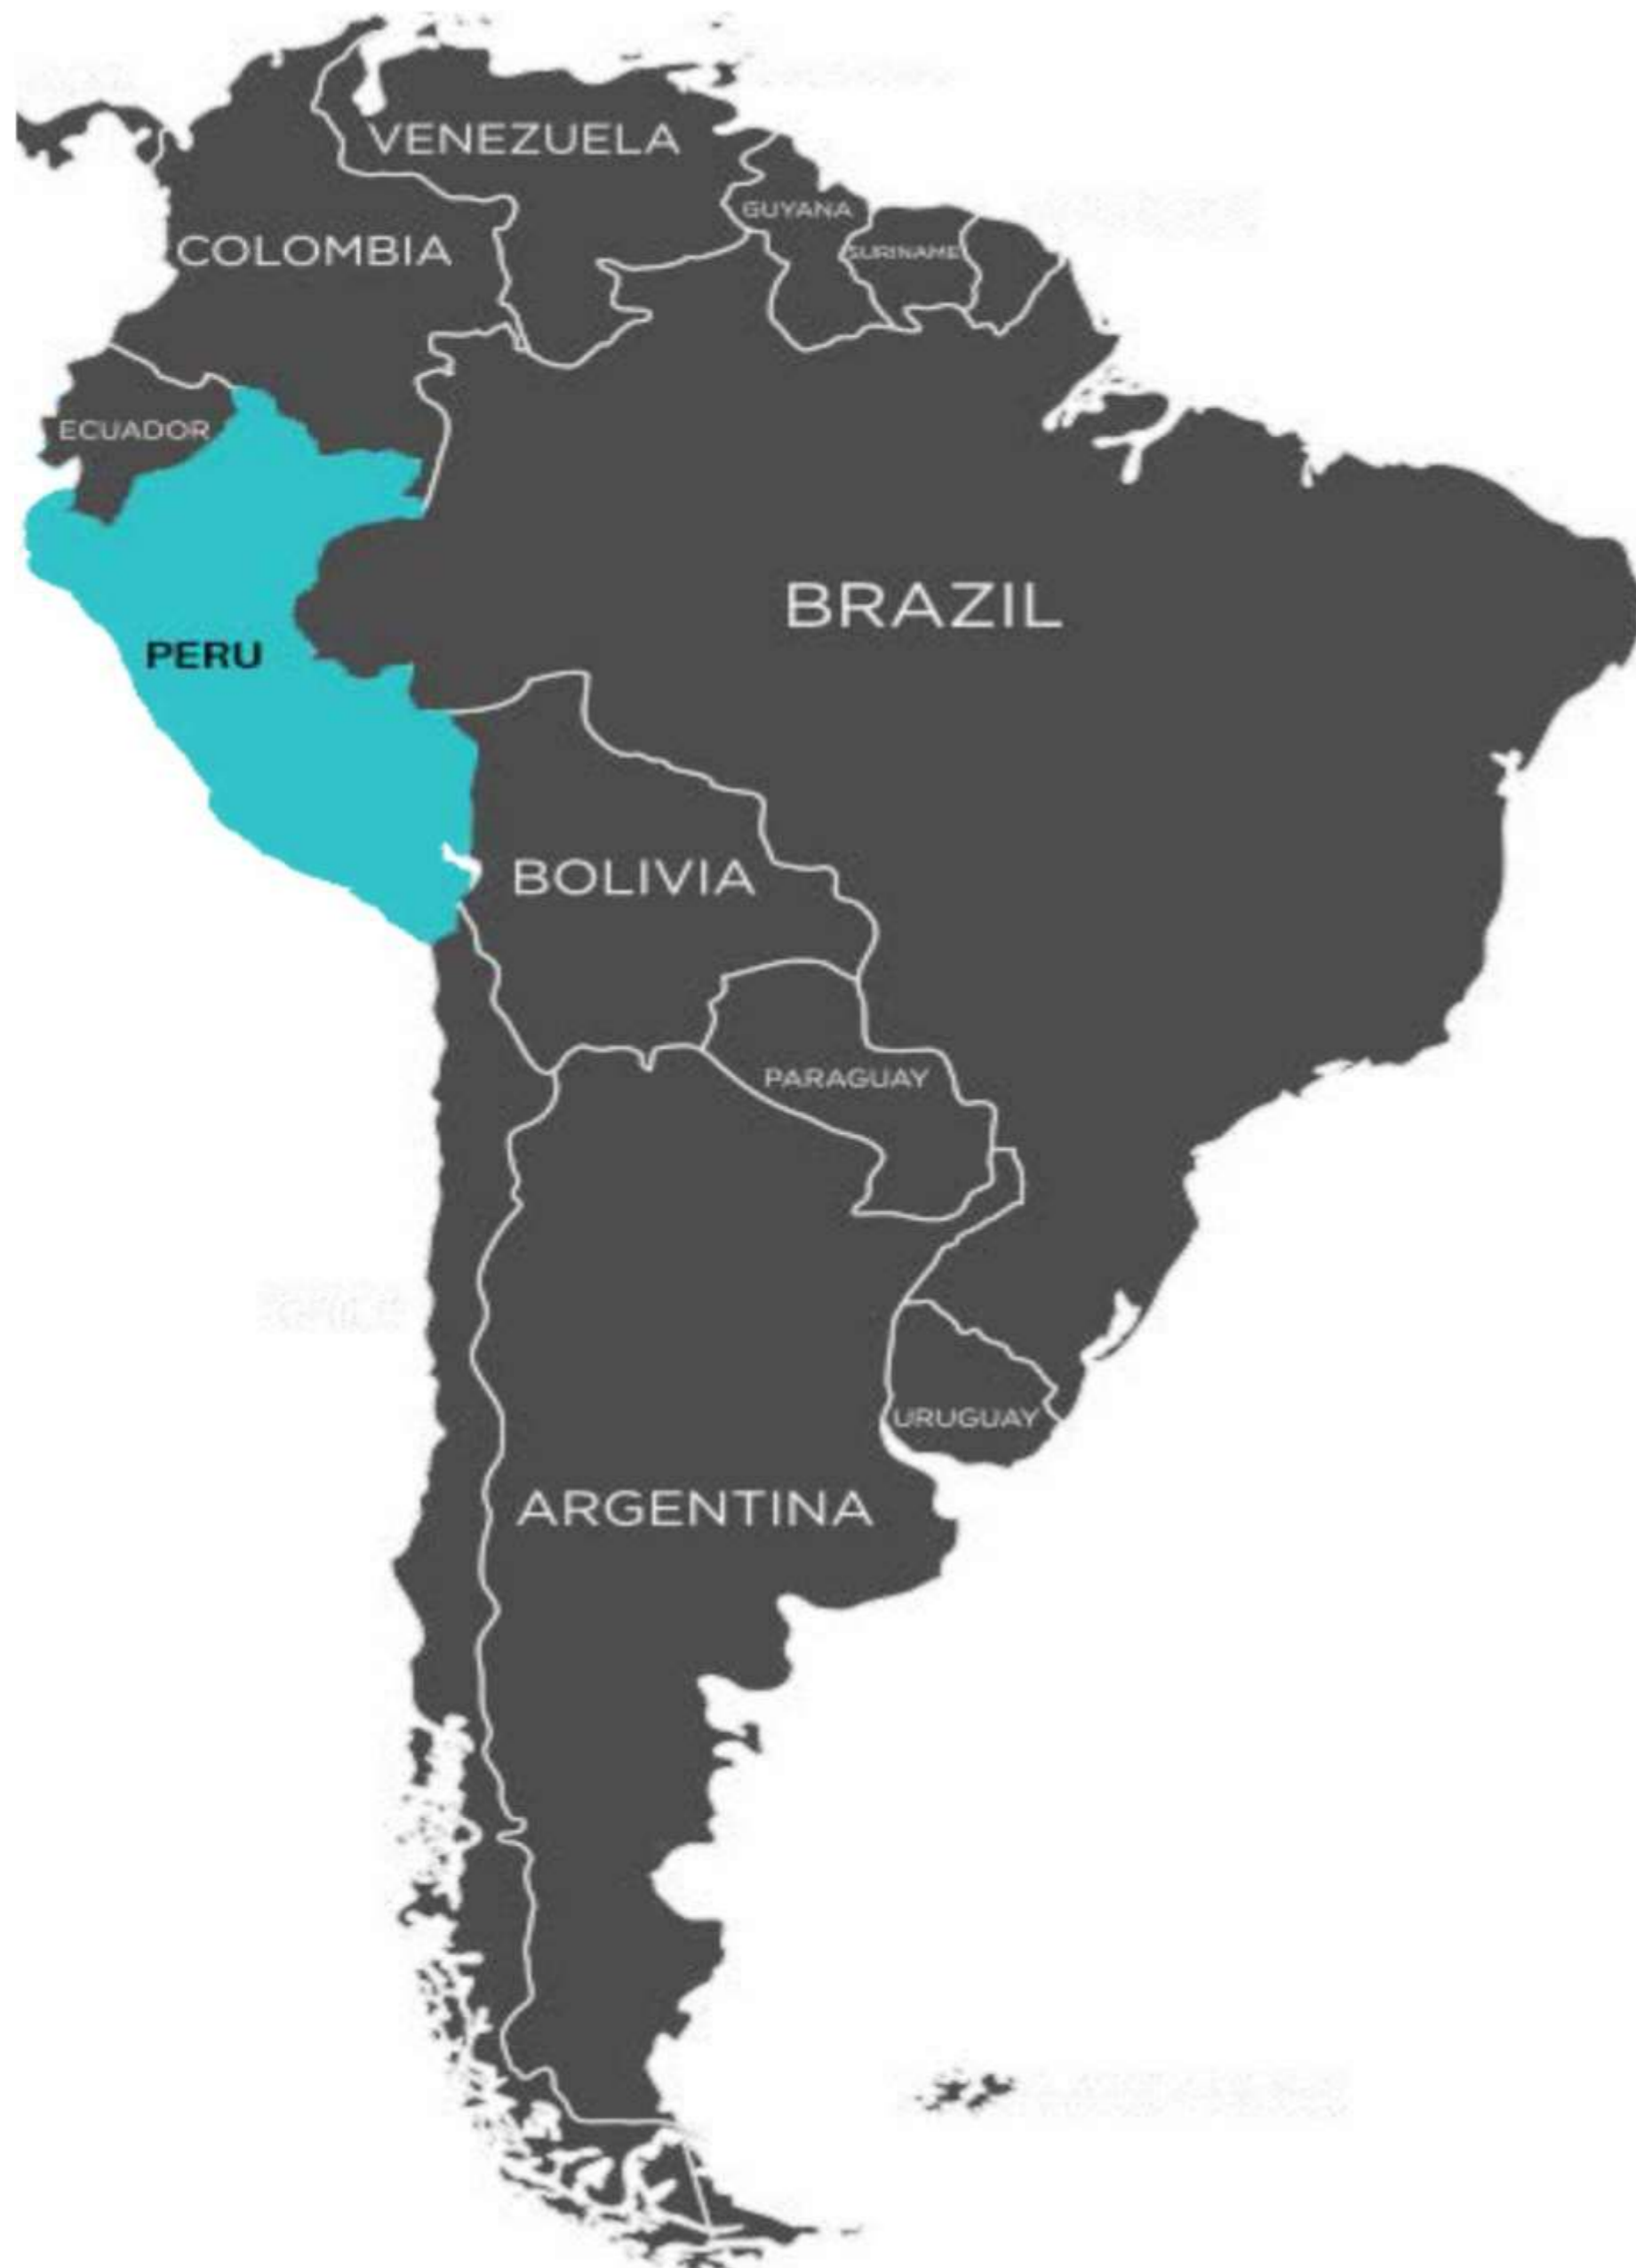 VENEZUELA
GUYANA
SURINAME
COLOMBIA
ECUADOR
BRAZIL
PERU
BOLIVIA
PARAGUAY
URUGUAY
ARGENTINA